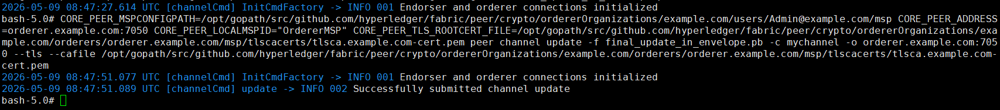 2026-05-09 08:47:27.614 UTC [channelCmd] InitCmdFactory -> INFO 001 Endorser and orderer connections initialized
bash-5.0# CORE_PEER_MSPCONFIGPATH=/opt/gopath/src/github.com/hyperledger/fabric/peer/crypto/ordererOrganizations/example.com/users/Admin@example.com/msp CORE_PEER_ADDRESS
=orderer.example.com:7050 CORE_PEER_LOCALMSPID="OrdererMSP" CORE_PEER_TLS_ROOTCERT_FILE=/opt/gopath/src/github.com/hyperledger/fabric/peer/crypto/ordererOrganizations/exa
mple.com/orderers/orderer.example.com/msp/tlscacerts/tlsca.example.com-cert.pem peer channel update -f final_update_in_envelope.pb -c mychannel -o orderer.example.com:705
0 --tls --cafile /opt/gopath/src/github.com/hyperledger/fabric/peer/crypto/ordererOrganizations/example.com/orderers/orderer.example.com/msp/tlscacerts/tlsca.example.com-
cert.pem
2026-05-09 08:47:51.077 UTC [channelCmd] InitCmdFactory -> INFO 001 Endorser and orderer connections initialized
2026-05-09 08:47:51.089 UTC [channelCmd] update -> INFO 002 Successfully submitted channel update
bash-5.0#